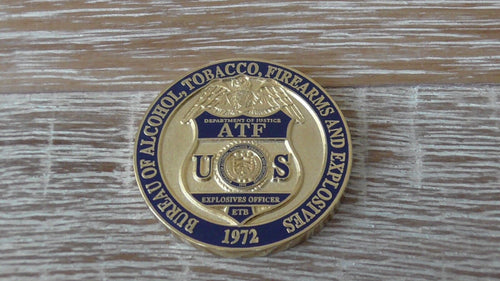 BUREAU OF ALCOHOL, TOBACCO, FIREARMS AND EXPLOSIVES
DEPARTMENT OF JUSTICE
ATF
U S
EXPLOSIVES OFFICER
ETB
1972